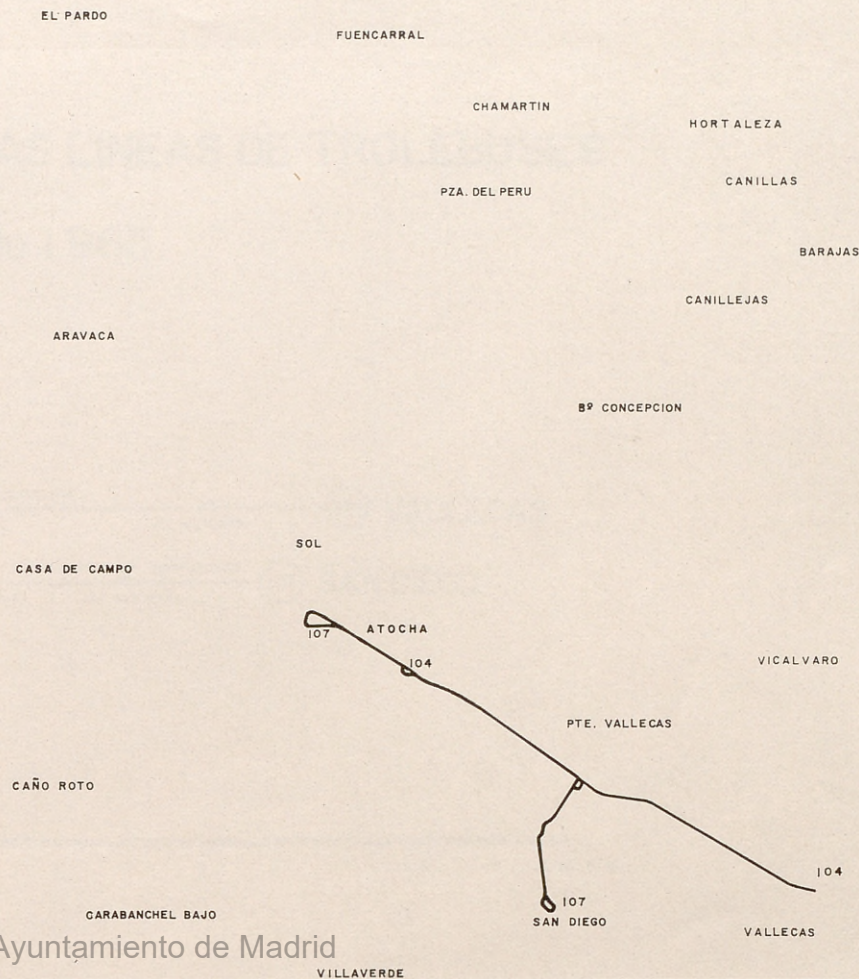 EL PARDO
FUENCARRAL
CHAMARTIN
HORTALEZA
CANILLAS
PZA. DEL PERU
BARAJAS
CANILLEJAS
ARAVACA
Bº CONCEPCION
SOL
CASA DE CAMPO
ATOCHA
107
104
VICALVARO
PTE. VALLECAS
CAÑO ROTO
104
107
CARABANCHEL BAJO
SAN DIEGO
VALLECAS
Ayuntamiento de Madrid
VILLAVERDE